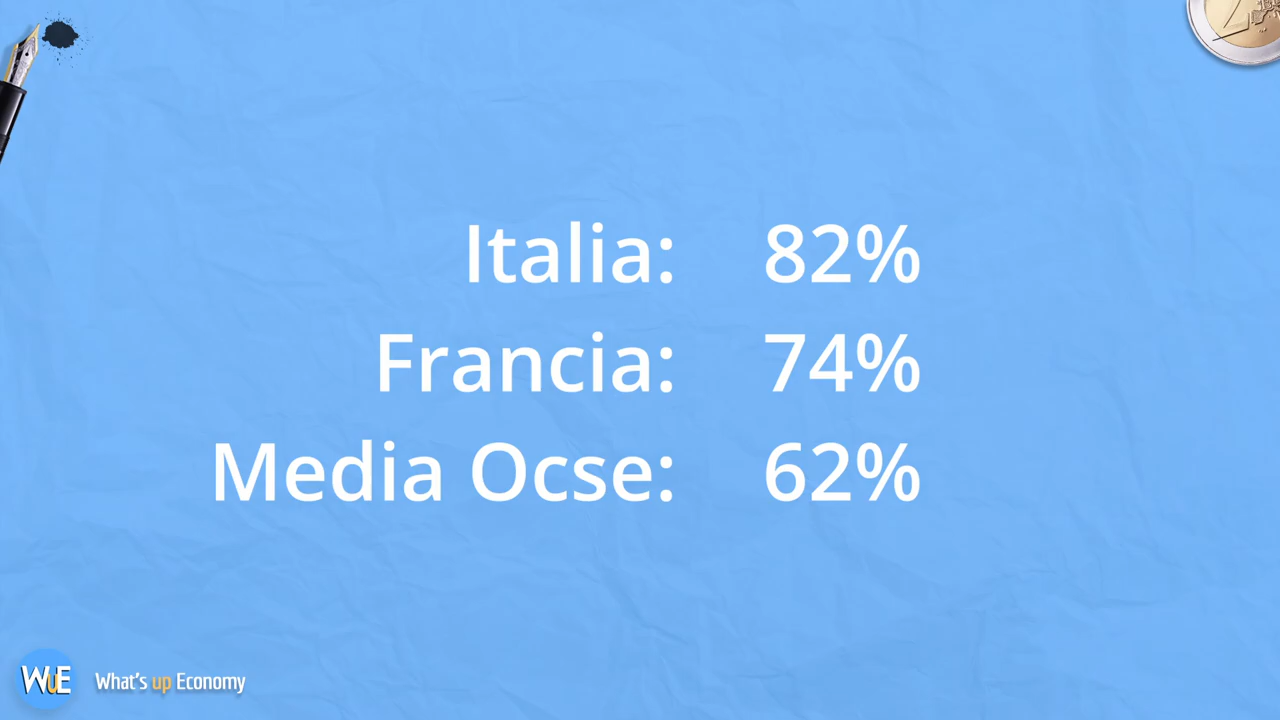 Italia: 82%
Francia: 74%
Media Ocse: 62%
WuE What's up Economy